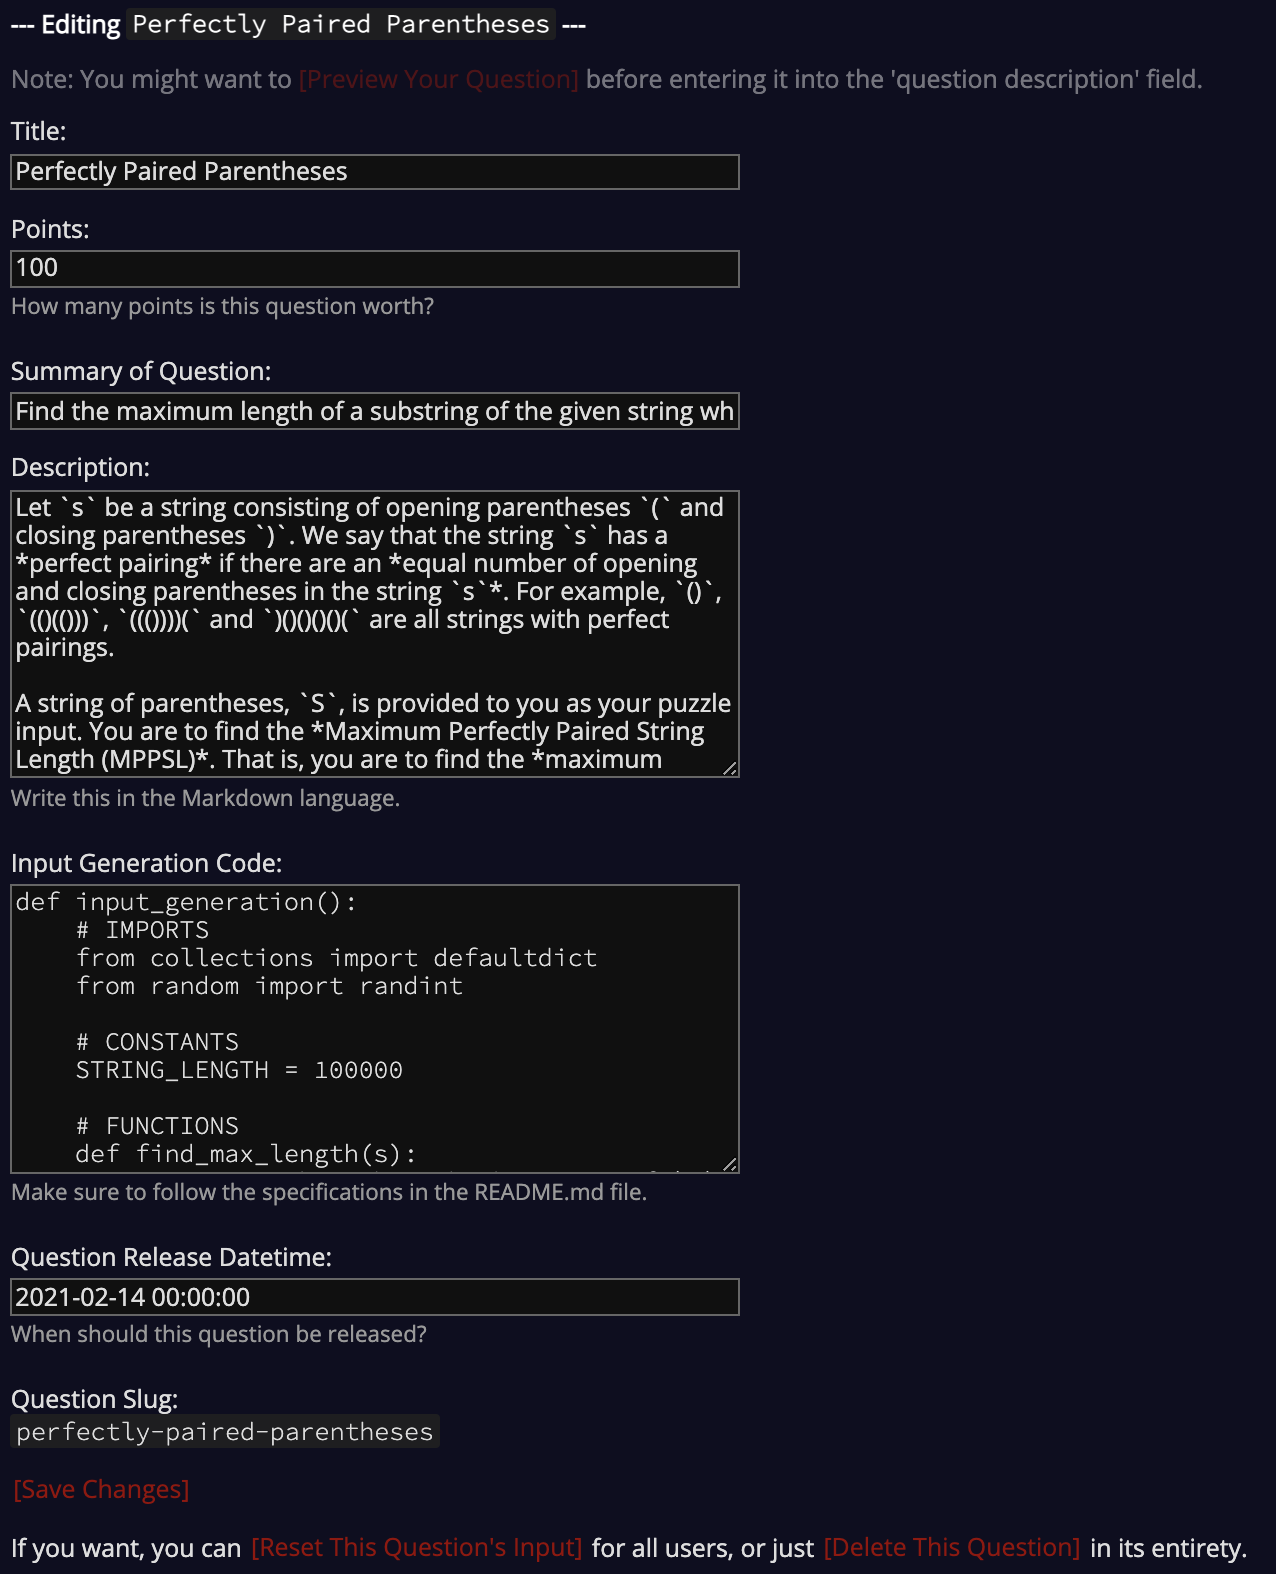 --- Editing Perfectly Paired Parentheses ---
Note: You might want to [Preview Your Question] before entering it into the 'question description' field.
Title:
Perfectly Paired Parentheses
Points:
100
How many points is this question worth?
Summary of Question:
Find the maximum length of a substring of the given string wh
Description:
Let `s` be a string consisting of opening parentheses `(` and
closing parentheses `)`. We say that the string `s` has a
*perfect pairing* if there are an *equal number of opening
and closing parentheses in the string `s`*. For example, `()`,
`(()(()))`, `((())))(` and `)()()()()(` are all strings with perfect
pairings.
A string of parentheses, `S`, is provided to you as your puzzle
input. You are to find the *Maximum Perfectly Paired String
Length (MPPSL)*. That is, you are to find the *maximum
Write this in the Markdown language.
Input Generation Code:
def input_generation():
# IMPORTS
from collections import defaultdict
from random import randint
# CONSTANTS
STRING_LENGTH = 100000
# FUNCTIONS
def find_max_length(s):
Make sure to follow the specifications in the README.md file.
Question Release Datetime:
2021-02-14 00:00:00
When should this question be released?
Question Slug:
perfectly-paired-parentheses
[Save Changes]
If you want, you can [Reset This Question's Input] for all users, or just [Delete This Question] in its entirety.